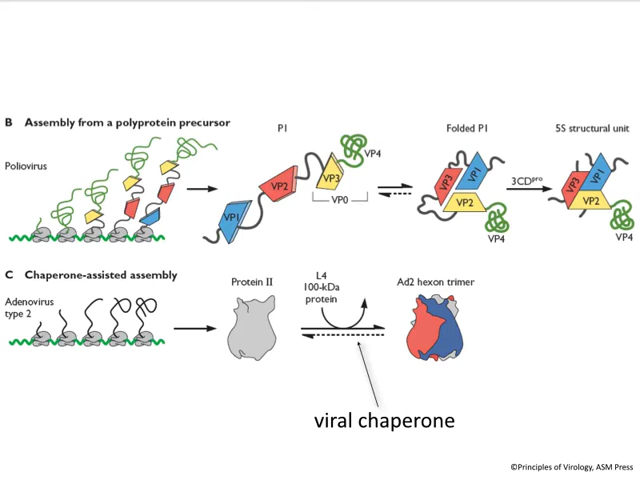 B Assembly from a polyprotein precursor
Poliovirus
P1
VP1
VP2
VP3
VP4
VP0
Folded P1
VP3
VP1
VP2
VP4
3CDpro
5S structural unit
VP3
VP1
VP2
VP4
C Chaperone-assisted assembly
Adenovirus
type 2
Protein II
L4
100-kDa
protein
Ad2 hexon trimer
viral chaperone
©Principles of Virology, ASM Press